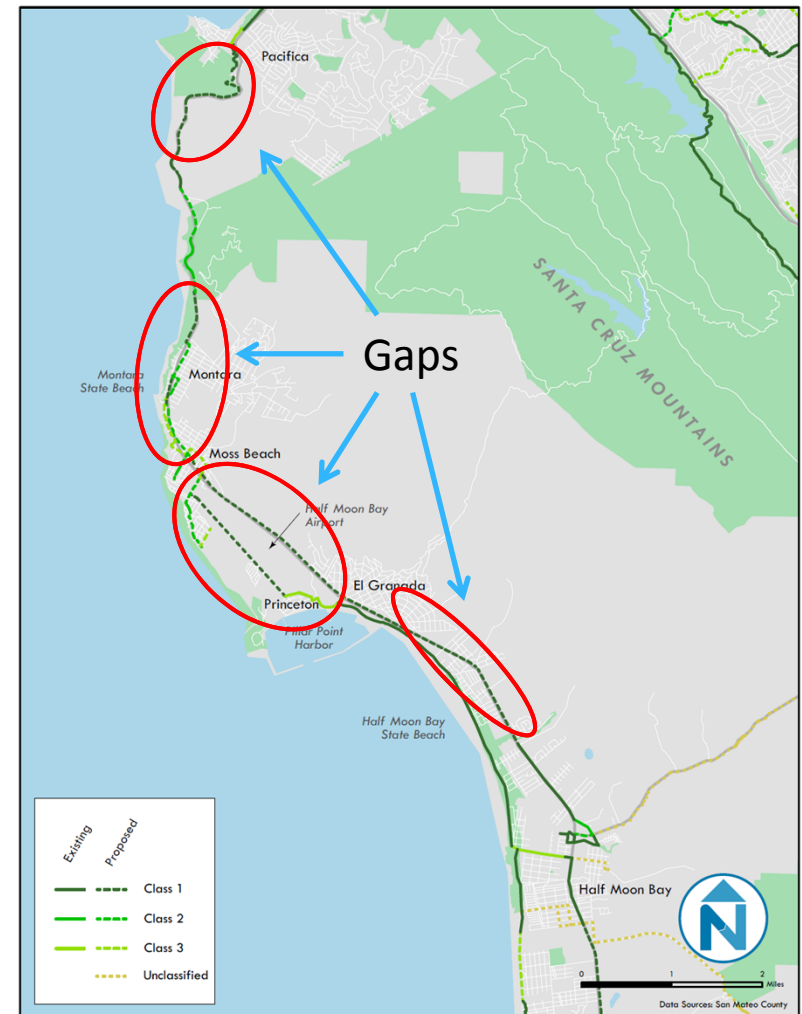 Pacifica
SANTA CRUZ MOUNTAINS
Gaps
Montara
State Beach
Montara
Moss Beach
Half Moon Bay
Airport
El Granada
Princeton
Pillar Point
Harbor
Half Moon Bay
State Beach
Existing
Proposed
Class 1
Class 2
Class 3
Unclassified
Half Moon Bay
N
0 1 2
Miles
Data Sources: San Mateo County